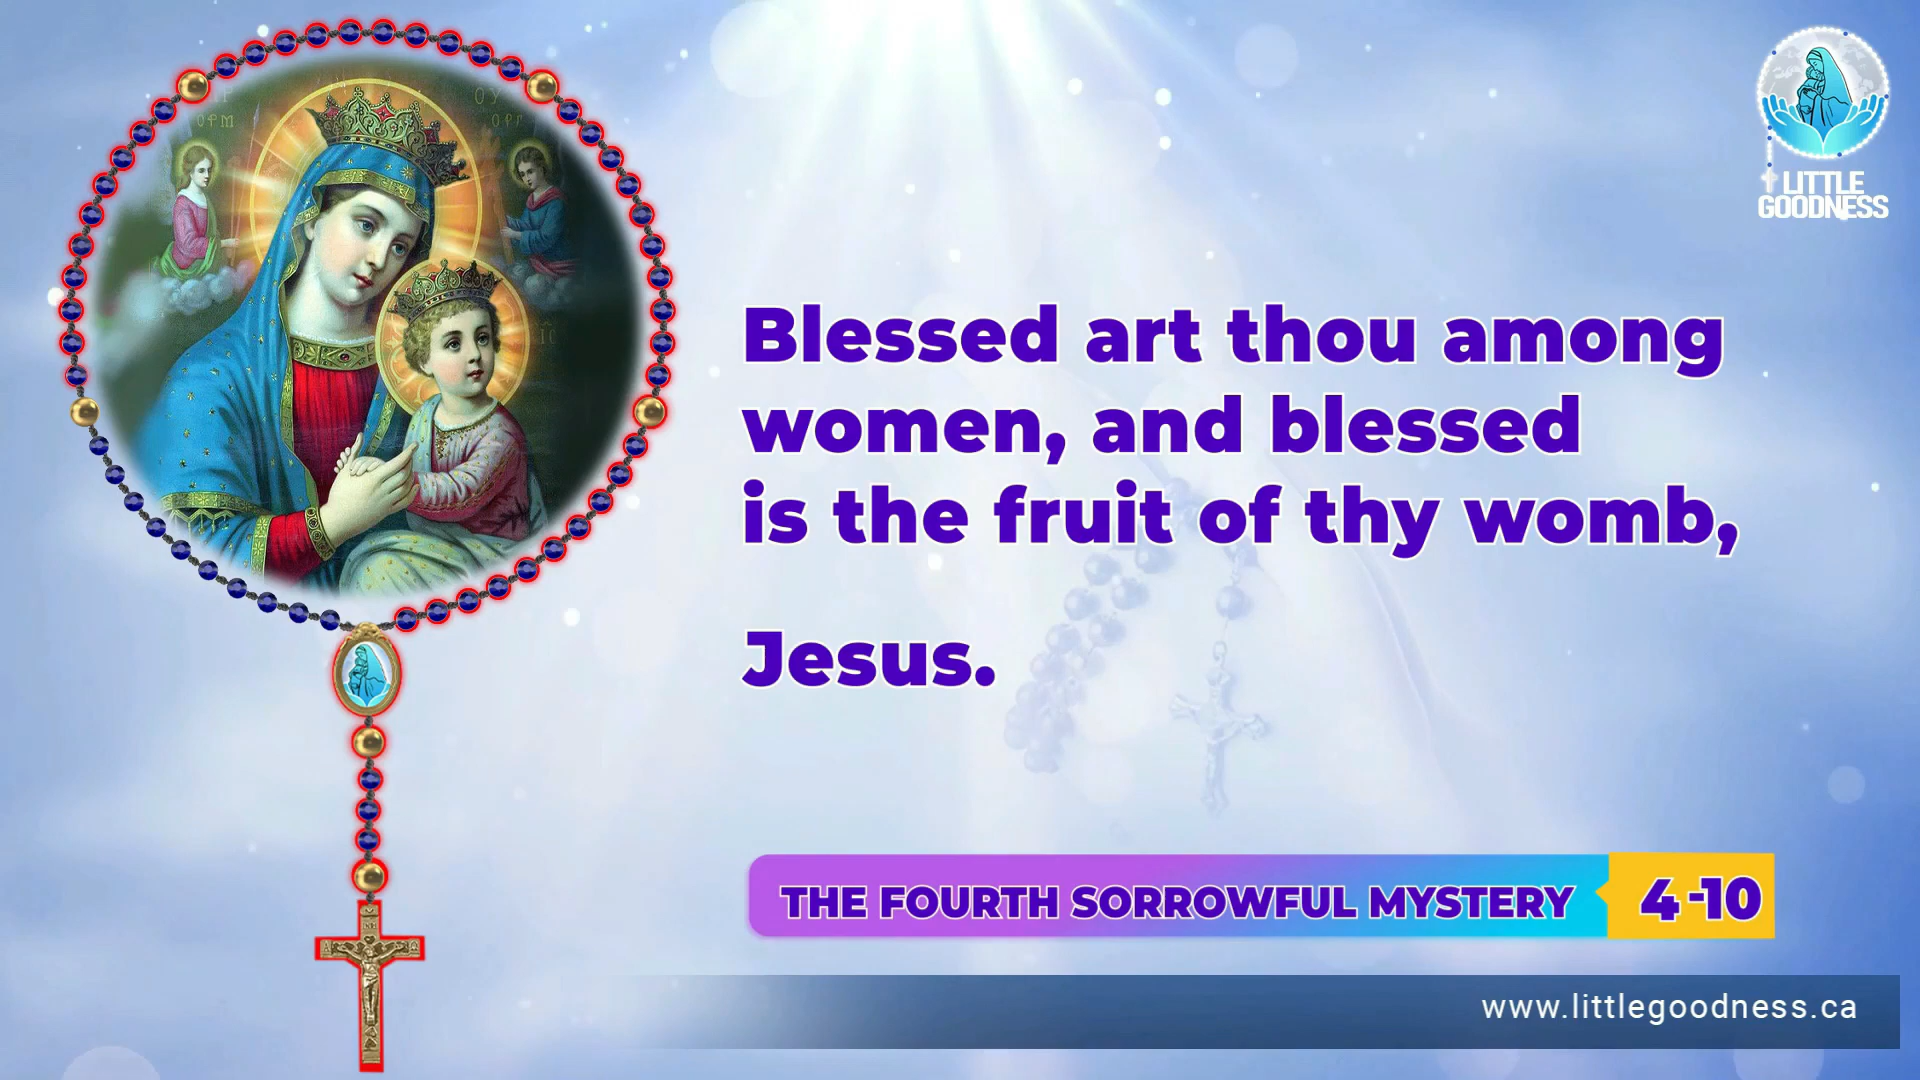 LITTLE
GOODNESS
Blessed art thou among
women, and blessed
is the fruit of thy womb,
Jesus.
THE FOURTH SORROWFUL MYSTERY
4-10
www.littlegoodness.ca